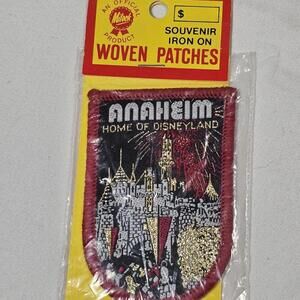 AN OFFICIAL
PRODUCT
$
SOUVENIR
IRON ON
WOVEN PATCHES
ANAHEIM
HOME OF DISNEYLAND